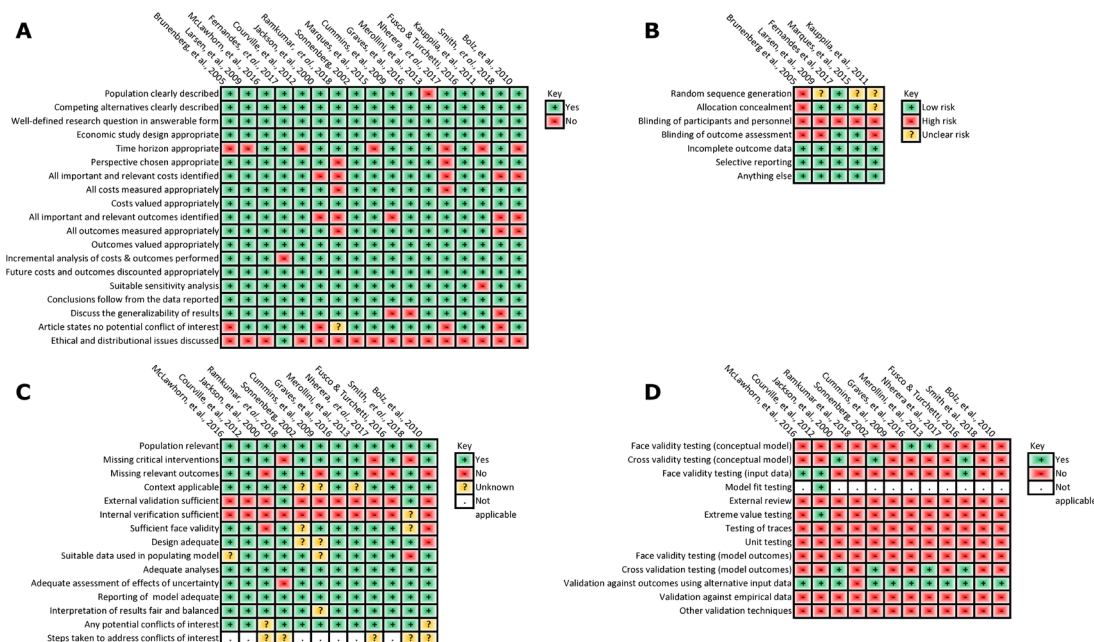 A
Brunenberg, et al., 2005
Larsen, et al., 2009
McLawhorn, et al., 2016
Fernandes, et al., 2017
Courville, et al., 2012
Jackson, et al., 2000
Ramkumar, et al., 2018
Sonnenberg, 2002
Marques, et al., 2015
Cummins, et al., 2009
Graves, et al., 2016
Merolini, et al., 2013
Nherera, et al., 2017
Fusco & Turchetti, 2016
Kauppila, et al., 2011
Smith, et al., 2018
Bolz, et al., 2010
Population clearly described
Competing alternatives clearly described
Well-defined research question in answerable form
Economic study design appropriate
Time horizon appropriate
Perspective chosen appropriate
All important and relevant costs identified
All costs measured appropriately
Costs valued appropriately
All important and relevant outcomes identified
All outcomes measured appropriately
Outcomes valued appropriately
Incremental analysis of costs & outcomes performed
Future costs and outcomes discounted appropriately
Suitable sensitivity analysis
Conclusions follow from the data reported
Discuss the generalizability of results
Article states no potential conflict of interest
Ethical and distributional issues discussed
Key
Yes
No
B
Brunenberg et al., 2005
Larsen, et al., 2009
Fernandes et al., 2017
Marques, et al., 2015
Kauppila, et al., 2011
Random sequence generation
Allocation concealment
Blinding of participants and personnel
Blinding of outcome assessment
Incomplete outcome data
Selective reporting
Anything else
Key
Low risk
High risk
Unclear risk
C
McLawhorn, et al., 2016
Courville, et al., 2012
Jackson, et al., 2000
Ramkumar, et al., 2018
Sonnenberg, 2002
Cummins, et al., 2009
Graves, et al., 2016
Merolini, et al., 2013
Nherera, et al., 2017
Fusco & Turchetti, 2016
Smith, et al., 2018
Bolz, et al., 2010
Population relevant
Missing critical interventions
Missing relevant outcomes
Context applicable
External validation sufficient
Internal verification sufficient
Sufficient face validity
Design adequate
Suitable data used in populating model
Adequate analyses
Adequate assessment of effects of uncertainty
Reporting of model adequate
Interpretation of results fair and balanced
Any potential conflicts of interest
Steps taken to address conflicts of interest
Key
Yes
No
Unknown
Not
applicable
D
McLawhorn, et al., 2016
Courville, et al., 2012
Jackson, et al., 2000
Ramkumar et al., 2018
Sonnenberg, 2002
Cummins, et al., 2009
Graves, et al., 2016
Merolini, et al., 2013
Nherera et al., 2017
Fusco & Turchetti, 2016
Smith et al., 2018
Bolz, et al., 2010
Face validity testing (conceptual model)
Cross validity testing (conceptual model)
Face validity testing (input data)
Model fit testing
External review
Extreme value testing
Testing of traces
Unit testing
Face validity testing (model outcomes)
Cross validation testing (model outcomes)
Validation against outcomes using alternative input data
Validation against empirical data
Other validation techniques
Key
Yes
No
Not
applicable